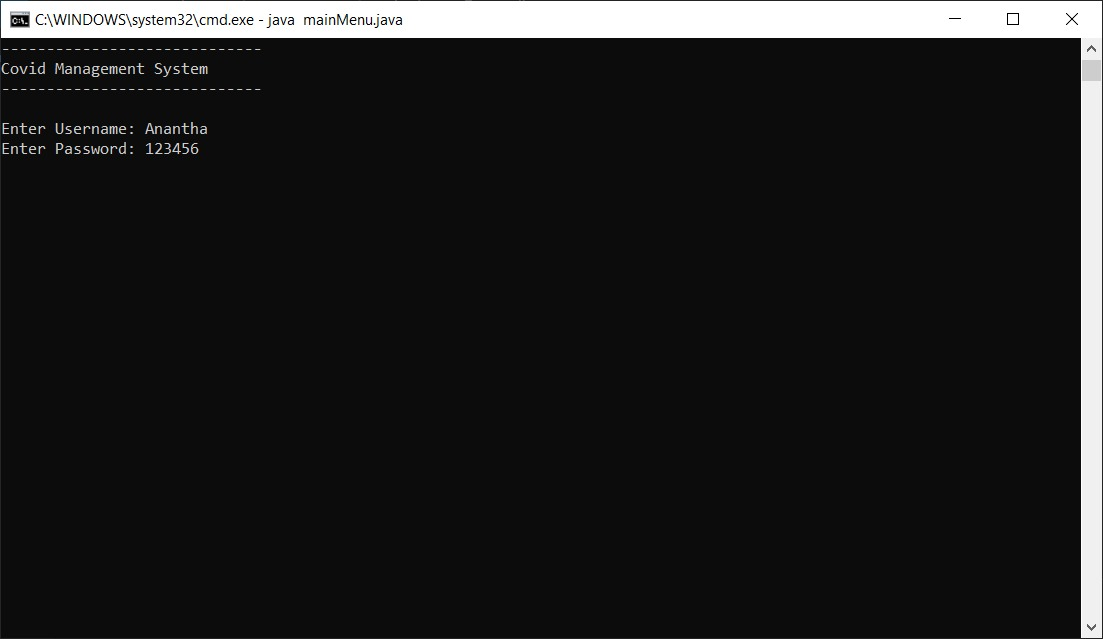 C:\WINDOWS\system32\cmd.exe - java  mainMenu.java
-----------------------------
Covid Management System
-----------------------------
Enter Username: Anantha
Enter Password: 123456